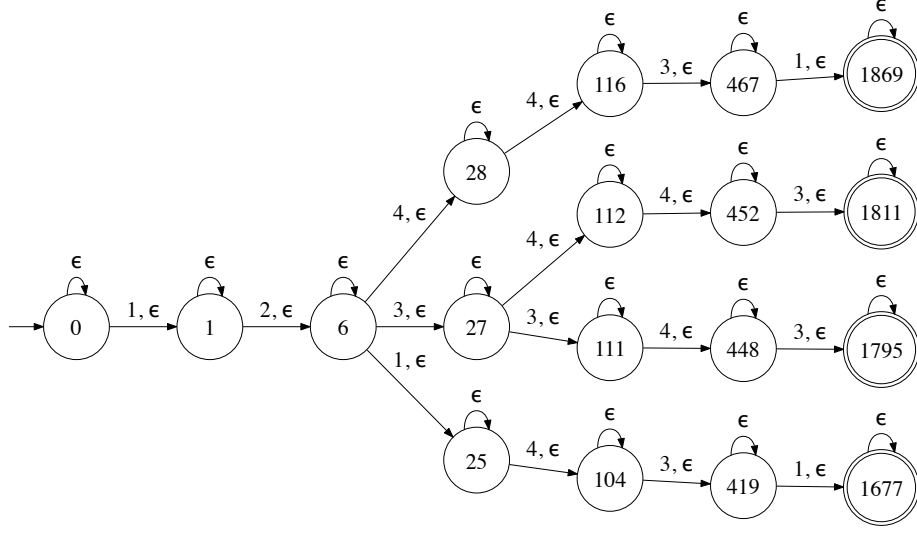 ϵ ϵ ϵ
116 3, ϵ 467 1, ϵ 1869
ϵ 4, ϵ
28
4, ϵ
ϵ ϵ ϵ
112 4, ϵ 452 3, ϵ 1811
4, ϵ
ϵ ϵ ϵ ϵ
0 1, ϵ 1 2, ϵ 6 3, ϵ 27
3, ϵ
ϵ ϵ ϵ
111 4, ϵ 448 3, ϵ 1795
1, ϵ
ϵ
25 4, ϵ
ϵ ϵ ϵ
104 3, ϵ 419 1, ϵ 1677